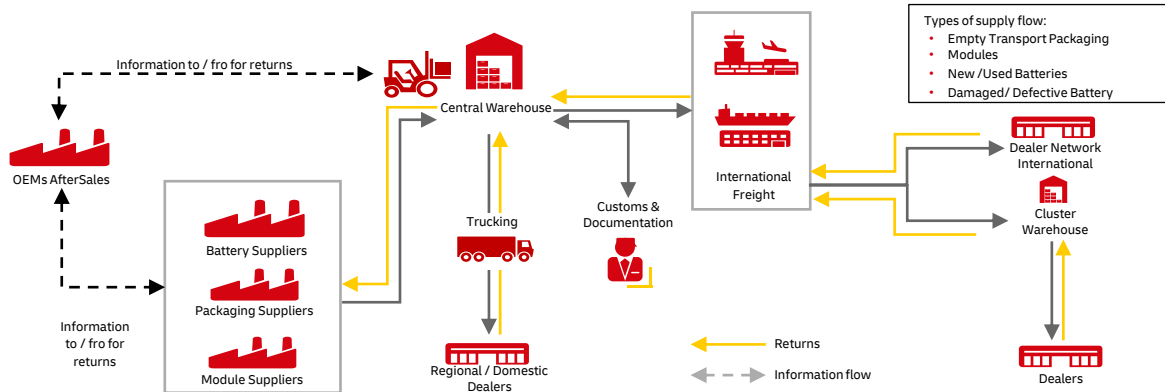 Types of supply flow:
• Empty Transport Packaging
• Modules
• New /Used Batteries
• Damaged/ Defective Battery
Information to / fro for returns
Central Warehouse
OEMs AfterSales
International
Freight
Dealer Network
International
Customs &
Documentation
Trucking
Cluster
Warehouse
Battery Suppliers
Packaging Suppliers
Module Suppliers
Information
to / fro for
returns
Regional / Domestic
Dealers
Returns
Information flow
Dealers